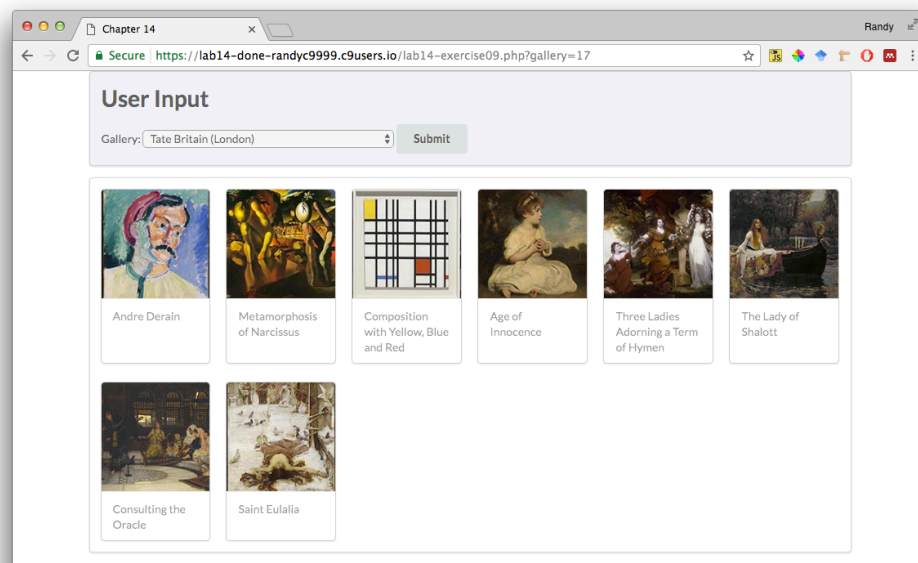 Chapter 14
Randy
Secure https://lab14-done-randyc9999.c9users.io/lab14-exercise09.php?gallery=17
JS
User Input
Gallery: Tate Britain (London) Submit
Andre Derain
Metamorphosis
of Narcissus
Composition
with Yellow, Blue
and Red
Age of
Innocence
Three Ladies
Adorning a Term
of Hymen
The Lady of
Shalott
Consulting the
Oracle
Saint Eulalia